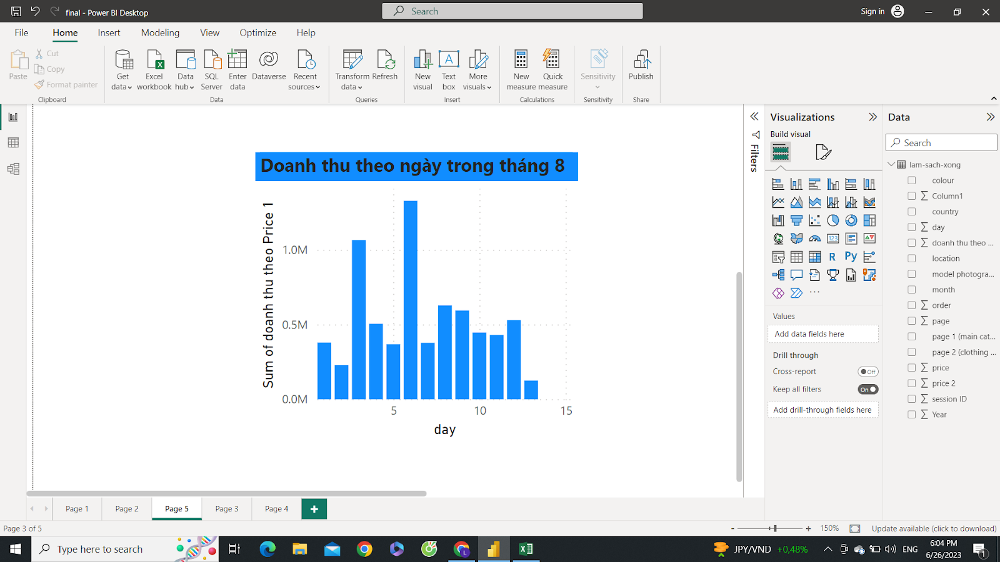 final - Power BI Desktop
Search
Sign in
File Home Insert Modeling View Optimize Help
Paste
Cut
Copy
Format painter
Clipboard
Get data
Excel workbook
Data hub
SQL Server
Enter data
Dataverse
Recent sources
Data
Transform data
Refresh
Queries
New visual
Text box
More visuals
Insert
New measure
Quick measure
Calculations
Sensitivity
Sensitivity
Publish
Share
Doanh thu theo ngày trong tháng 8
Sum of doanh thu theo Price 1
1.0M
0.5M
0.0M
5 10 15
day
Filters
Visualizations
Build visual
123
R
Py
Values
Add data fields here
Drill through
Cross-report
Off
Keep all filters
On
Add drill-through fields here
Data
Search
lam-sach-xong
colour
Column1
country
day
doanh thu theo ...
location
model photogra...
month
order
page
page 1 (main cat...
page 2 (clothing ...
price
price 2
session ID
Year
Page 1 Page 2 Page 5 Page 3 Page 4 +
Page 3 of 5
- + 150%
Update available (click to download)
Type here to search
JPY/VND +0,48%
ENG
6:04 PM
6/26/2023
1